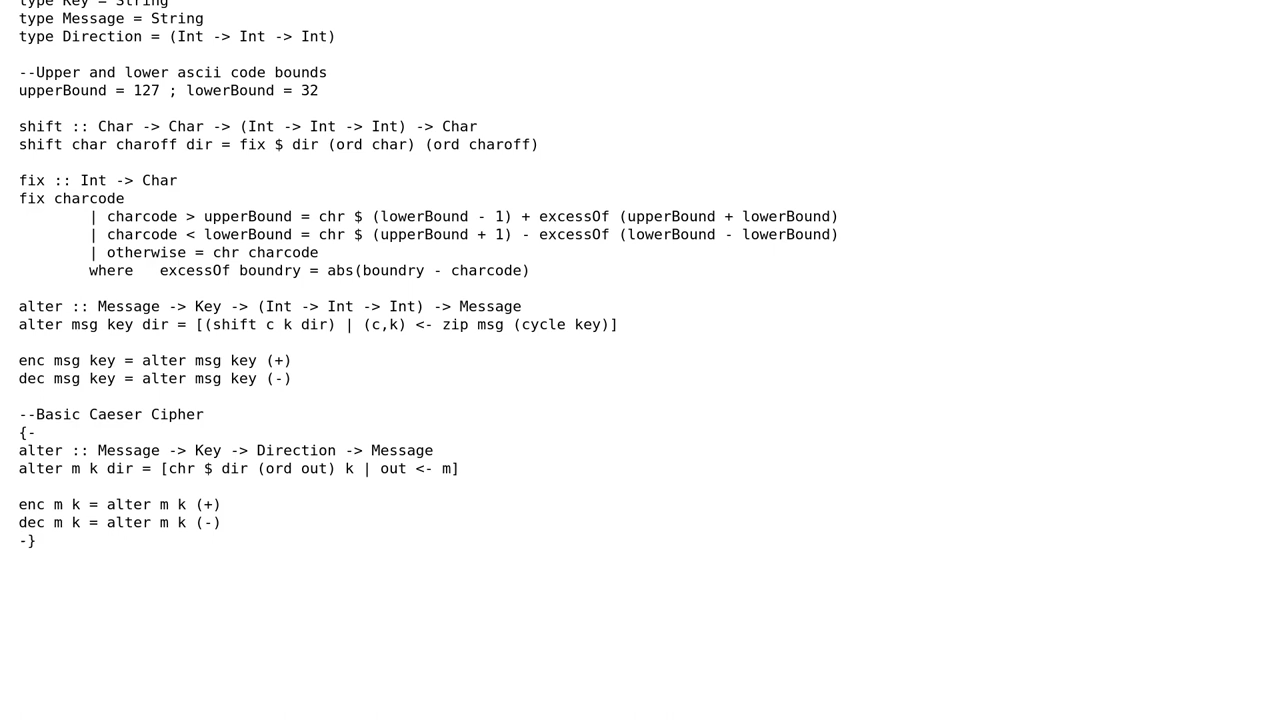 type Key = String
type Message = String
type Direction = (Int -> Int -> Int)
--Upper and lower ascii code bounds
upperBound = 127 ; lowerBound = 32
shift :: Char -> Char -> (Int -> Int -> Int) -> Char
shift char charoff dir = fix $ dir (ord char) (ord charoff)
fix :: Int -> Char
fix charcode
        | charcode > upperBound = chr $ (lowerBound - 1) + excessOf (upperBound + lowerBound)
        | charcode < lowerBound = chr $ (upperBound + 1) - excessOf (lowerBound - lowerBound)
        | otherwise = chr charcode
        where   excessOf boundry = abs(boundry - charcode)
alter :: Message -> Key -> (Int -> Int -> Int) -> Message
alter msg key dir = [(shift c k dir) | (c,k) <- zip msg (cycle key)]
enc msg key = alter msg key (+)
dec msg key = alter msg key (-)
--Basic Caeser Cipher
{-
alter :: Message -> Key -> Direction -> Message
alter m k dir = [chr $ dir (ord out) k | out <- m]
enc m k = alter m k (+)
dec m k = alter m k (-)
-}